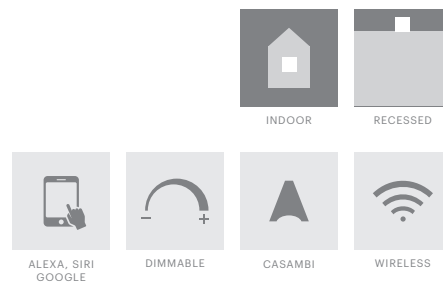 INDOOR
RECESSED
ALEXA, SIRI
GOOGLE
DIMMABLE
CASAMBI
WIRELESS